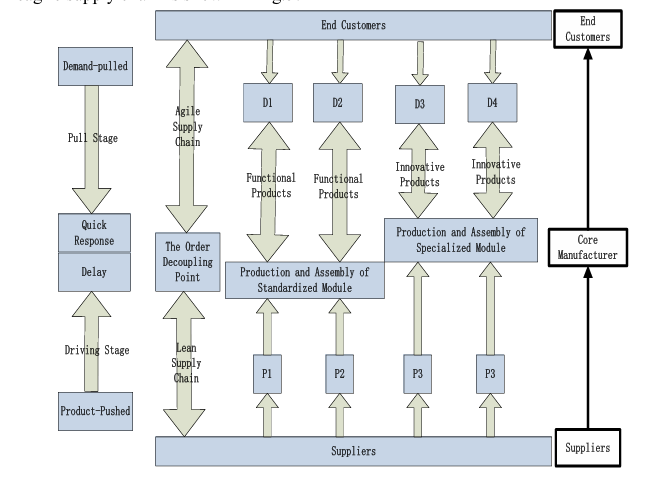 End Customers
End
Customers
Demand-pulled
Pull Stage
Agile
Supply
Chain
D1
D2
D3
D4
Functional
Products
Functional
Products
Innovative
Products
Innovative
Products
Quick
Response
Delay
The Order
Decoupling
Point
Production and Assembly of
Standardized Module
Production and Assembly of
Specialized Module
Core
Manufacturer
Driving Stage
Lean
Supply
Chain
P1
P2
P3
P3
Product-Pushed
Suppliers
Suppliers